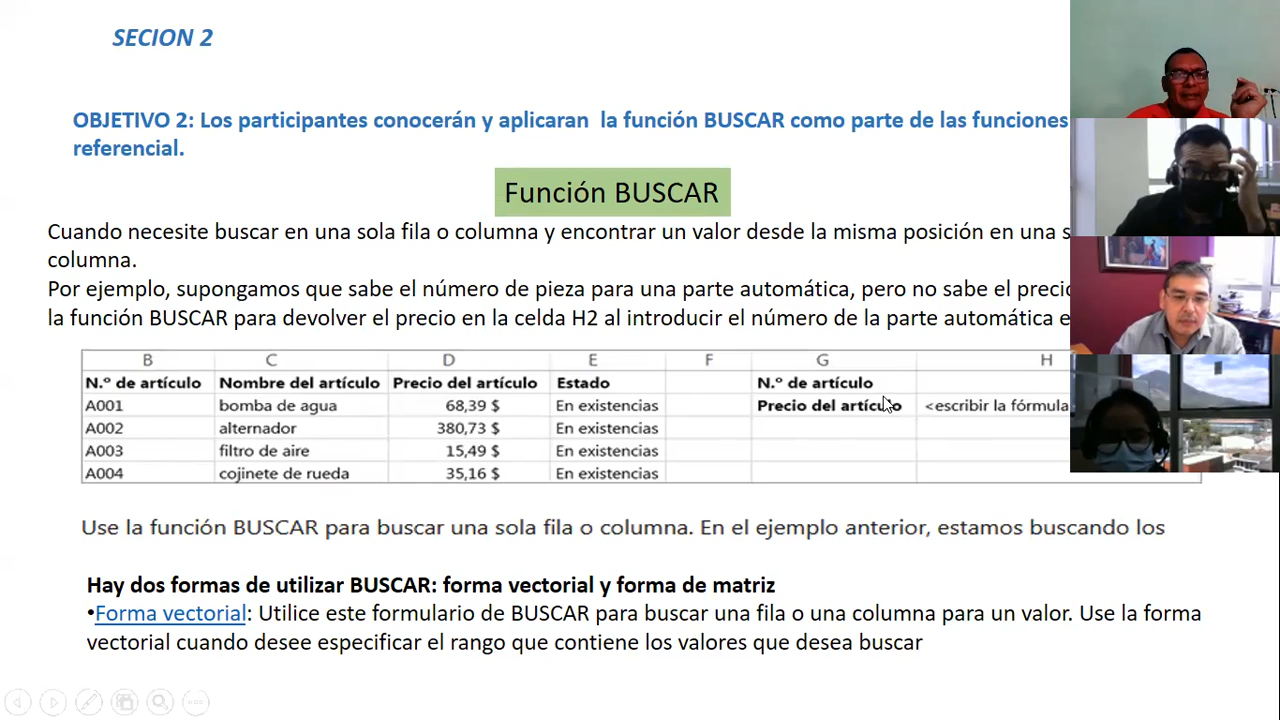 SECION 2
OBJETIVO 2: Los participantes conocerán y aplicaran la función BUSCAR como parte de las funciones
referencial.
Función BUSCAR
Cuando necesite buscar en una sola fila o columna y encontrar un valor desde la misma posición en una s
columna.
Por ejemplo, supongamos que sabe el número de pieza para una parte automática, pero no sabe el precio
la función BUSCAR para devolver el precio en la celda H2 al introducir el número de la parte automática e
B C D E F G H
N.º de artículo Nombre del artículo Precio del artículo Estado N.º de artículo
A001 bomba de agua 68,39 $ En existencias Precio del artículo <escribir la fórmula
A002 alternador 380,73 $ En existencias
A003 filtro de aire 15,49 $ En existencias
A004 cojinete de rueda 35,16 $ En existencias
Use la función BUSCAR para buscar una sola fila o columna. En el ejemplo anterior, estamos buscando los
Hay dos formas de utilizar BUSCAR: forma vectorial y forma de matriz
•Forma vectorial: Utilice este formulario de BUSCAR para buscar una fila o una columna para un valor. Use la forma
vectorial cuando desee especificar el rango que contiene los valores que desea buscar